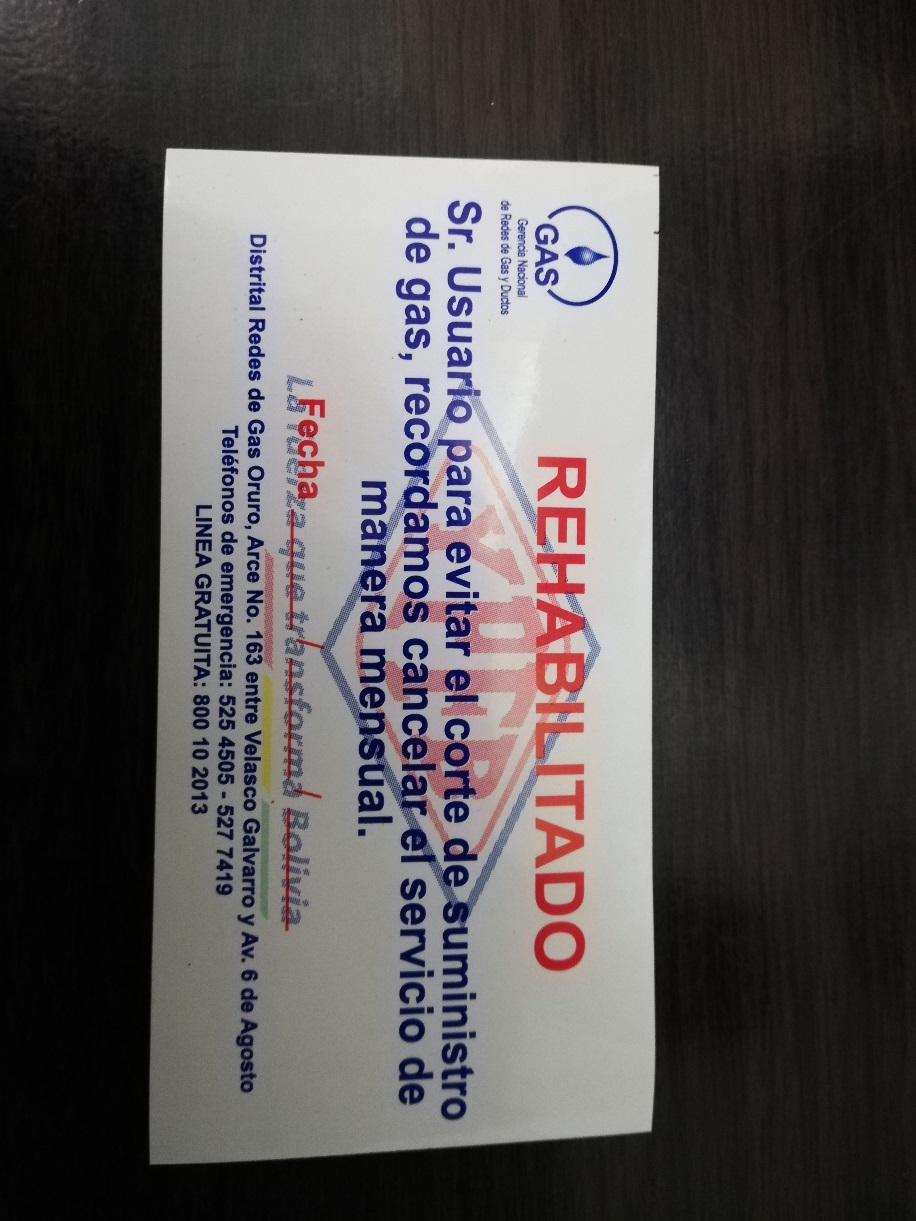 GAS
Gerencia Nacional
de Redes de Gas y Ductos
REHABILITADO
Sr. Usuario para evitar el corte de suministro
de gas, recordamos cancelar el servicio de
manera mensual.
YPFB
Fecha / /
La fuerza que transforma Bolivia
Distrital Redes de Gas Oruro, Arce No. 163 entre Velasco Galvarro y Av. 6 de Agosto
Teléfonos de emergencia: 525 4505 - 527 7419
LINEA GRATUITA: 800 10 2013